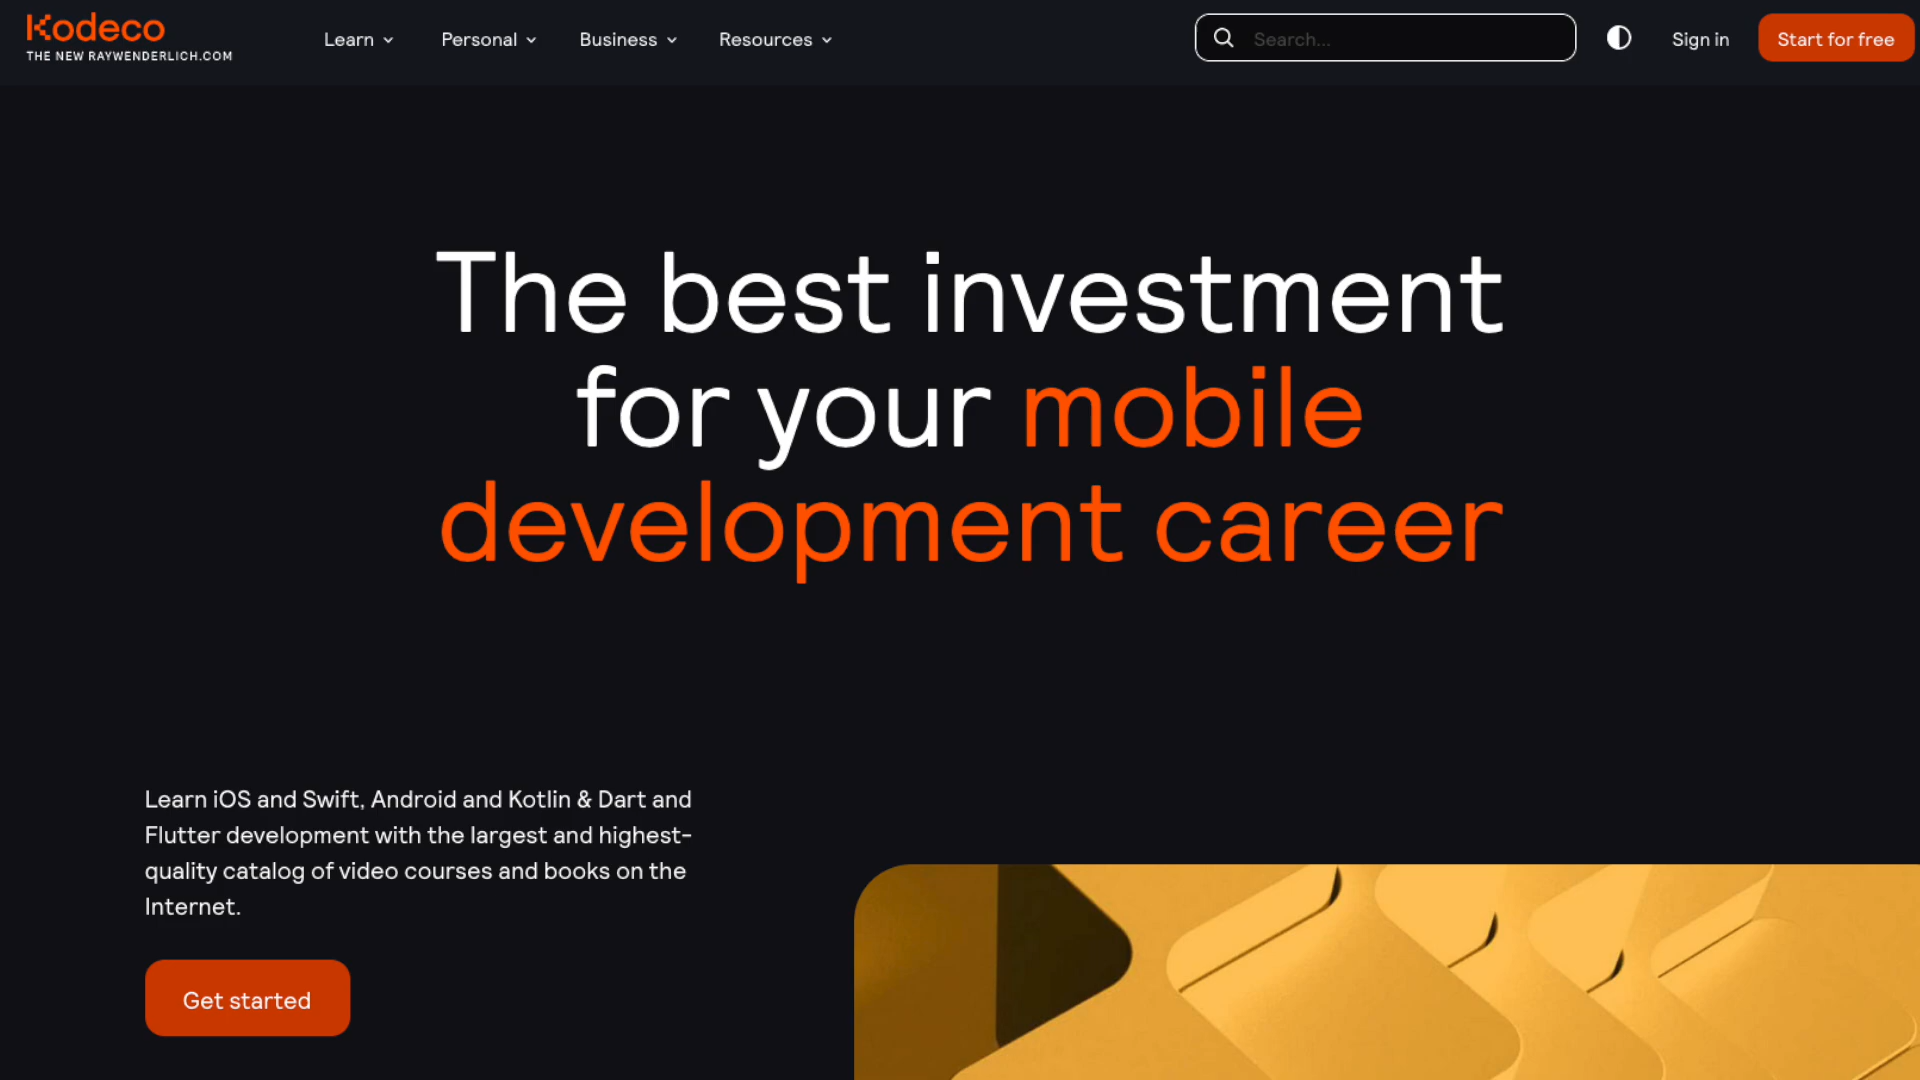 Kodeco
THE NEW RAYWENDERLICH.COM
Learn
Personal
Business
Resources
Search...
Sign in
Start for free
The best investment
for your mobile
development career
Learn iOS and Swift, Android and Kotlin & Dart and
Flutter development with the largest and highest-
quality catalog of video courses and books on the
Internet.
Get started